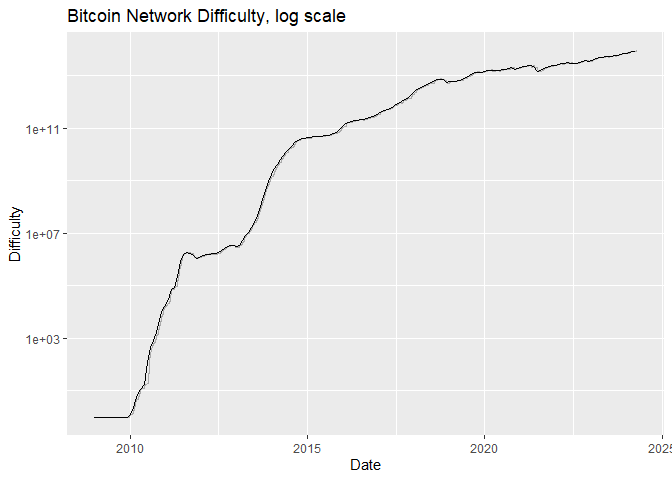 Bitcoin Network Difficulty, log scale
1e+11
1e+07
1e+03
Difficulty
2010 2015 2020 2025
Date